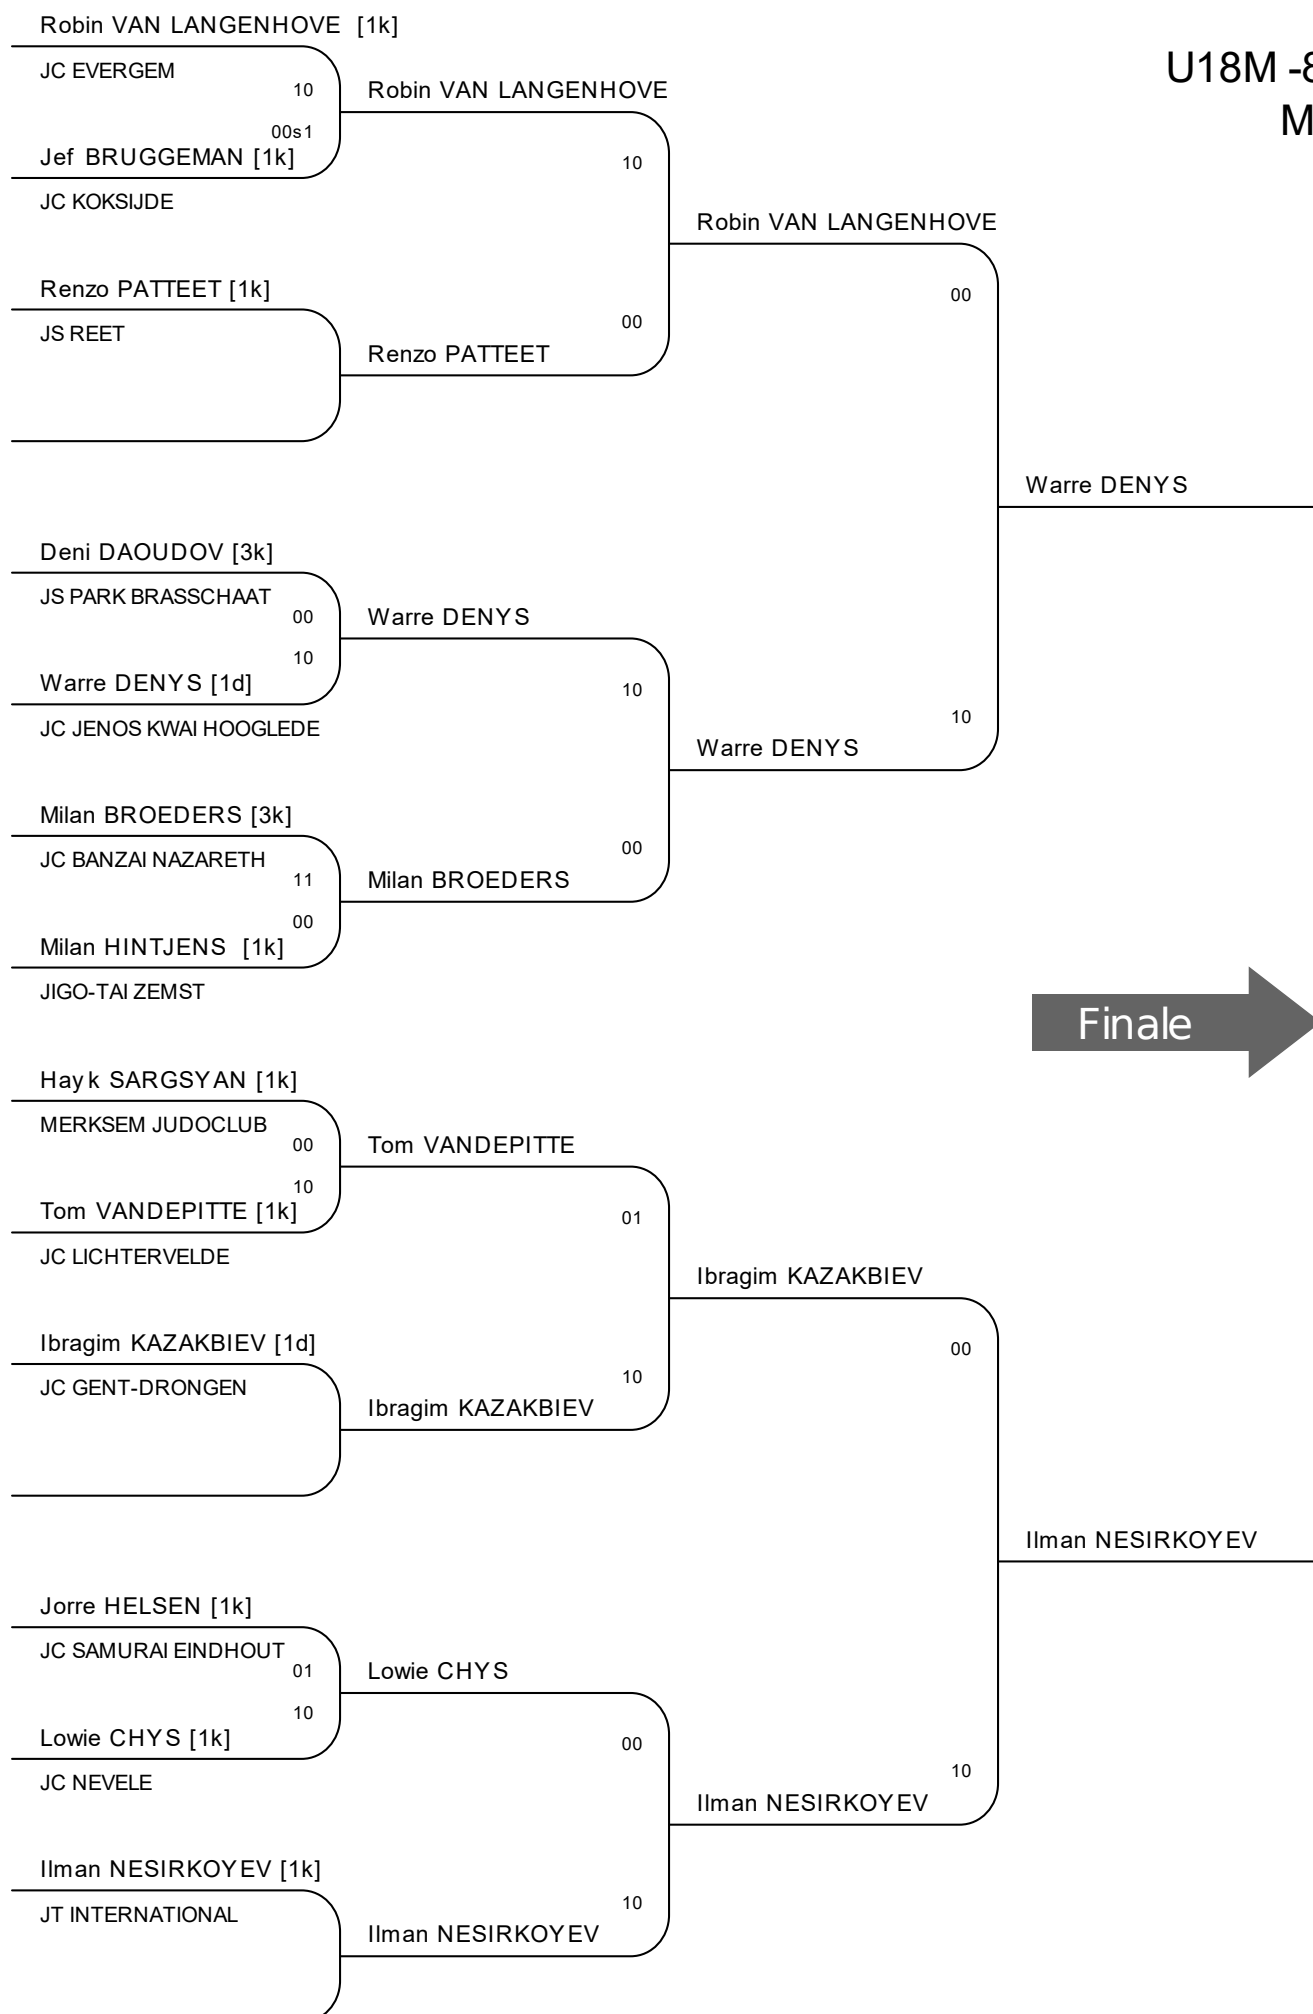 Robin VAN LANGENHOVE [1k]
JC EVERGEM
10
00s1
Jef BRUGGEMAN [1k]
JC KOKSIJDE
Renzo PATTEET [1k]
JS REET
Deni DAOUDOV [3k]
JS PARK BRASSCHAAT
00
10
Warre DENYS [1d]
JC JENOS KWAI HOOGLEDE
Milan BROEDERS [3k]
JC BANZAI NAZARETH
11
00
Milan HINTJENS [1k]
JIGO-TAI ZEMST
Hayk SARGSYAN [1k]
MERKSEM JUDOCLUB
00
10
Tom VANDEPITTE [1k]
JC LICHTERVELDE
Ibragim KAZAKBIEV [1d]
JC GENT-DRONGEN
Jorre HELSEN [1k]
JC SAMURAI EINDHOUT
01
10
Lowie CHYS [1k]
JC NEVELE
Ilman NESIRKOYEV [1k]
JT INTERNATIONAL
Robin VAN LANGENHOVE
10
00
Renzo PATTEET
Warre DENYS
10
00
Milan BROEDERS
Tom VANDEPITTE
01
10
Ibragim KAZAKBIEV
Lowie CHYS
00
10
Ilman NESIRKOYEV
Robin VAN LANGENHOVE
00
10
Warre DENYS
Ibragim KAZAKBIEV
00
10
Ilman NESIRKOYEV
U18M -8
M
Warre DENYS
Finale
Ilman NESIRKOYEV